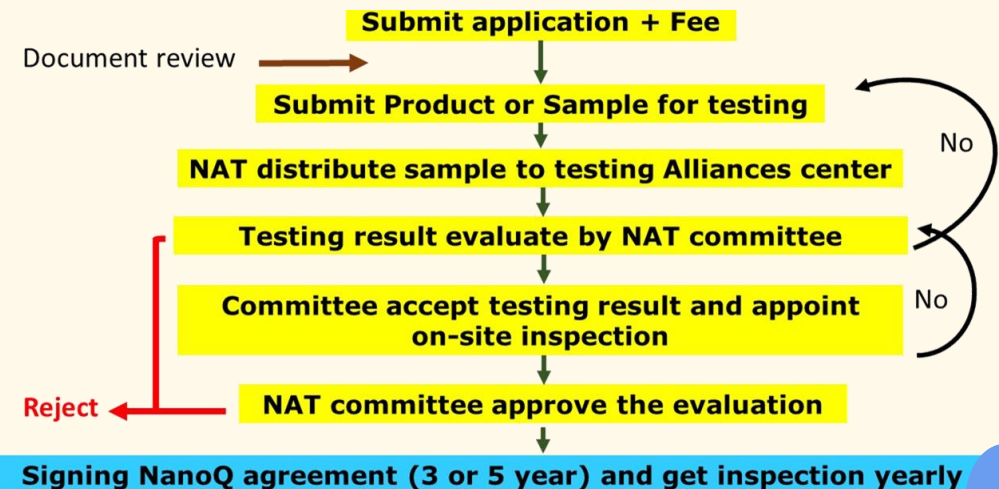 Submit application + Fee
Document review
Submit Product or Sample for testing
No
NAT distribute sample to testing Alliances center
Testing result evaluate by NAT committee
Committee accept testing result and appoint
on-site inspection
No
NAT committee approve the evaluation
Reject
Signing NanoQ agreement (3 or 5 year) and get inspection yearly